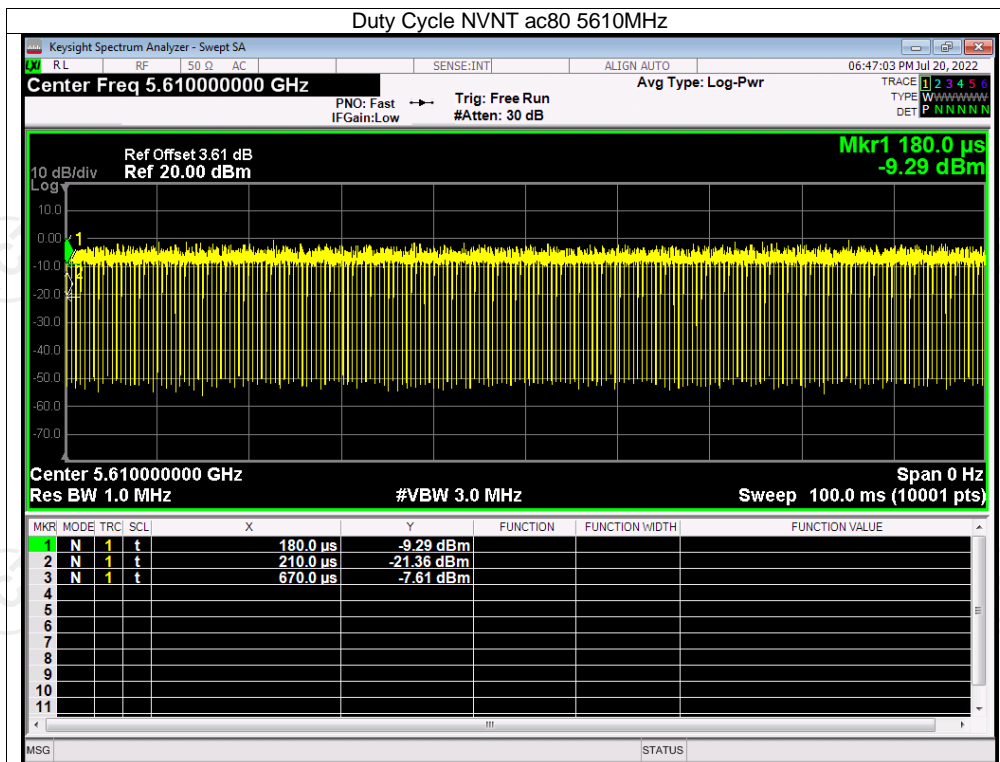 Duty Cycle NVNT ac80 5610MHz
Keysight Spectrum Analyzer - Swept SA
LXI RL RF 50 Ω AC SENSE:INT ALIGN AUTO 06:47:03 PM Jul 20, 2022
Center Freq 5.610000000 GHz Avg Type: Log-Pwr TRACE 1 2 3 4 5 6
PNO: Fast Trig: Free Run TYPE WWWWWW
IFGain:Low #Atten: 30 dB DET P N N N N N
Mkr1 180.0 µs
Ref Offset 3.61 dB -9.29 dBm
10 dB/div Ref 20.00 dBm
Log
10.0
0.00 1
-10.0 2
-20.0
-30.0
-40.0
-50.0
-60.0
-70.0
Center 5.610000000 GHz Span 0 Hz
Res BW 1.0 MHz #VBW 3.0 MHz Sweep 100.0 ms (10001 pts)
MKR MODE TRC SCL X Y FUNCTION FUNCTION WIDTH FUNCTION VALUE
1 N 1 t 180.0 µs -9.29 dBm
2 N 1 t 210.0 µs -21.36 dBm
3 N 1 t 670.0 µs -7.61 dBm
4
5
6
7
8
9
10
11
MSG STATUS